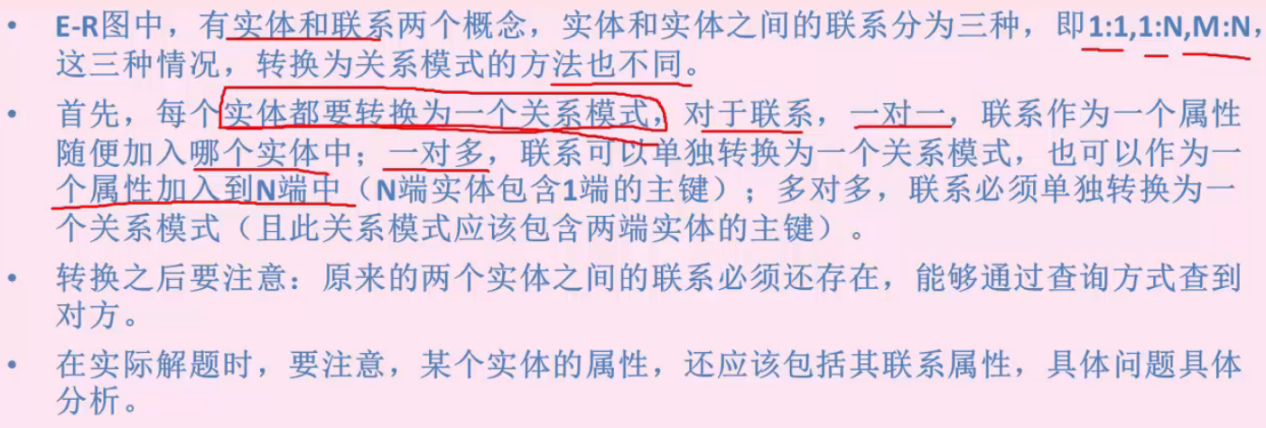 • E-R图中，有实体和联系两个概念，实体和实体之间的联系分为三种，即1:1,1:N,M:N，
这三种情况，转换为关系模式的方法也不同。
• 首先，每个实体都要转换为一个关系模式，对于联系，一对一，联系作为一个属性
随便加入哪个实体中；一对多，联系可以单独转换为一个关系模式，也可以作为一
个属性加入到N端中（N端实体包含1端的主键）；多对多，联系必须单独转换为一
个关系模式（且此关系模式应该包含两端实体的主键）。
• 转换之后要注意：原来的两个实体之间的联系必须还存在，能够通过查询方式查到
对方。
• 在实际解题时，要注意，某个实体的属性，还应该包括其联系属性，具体问题具体
分析。